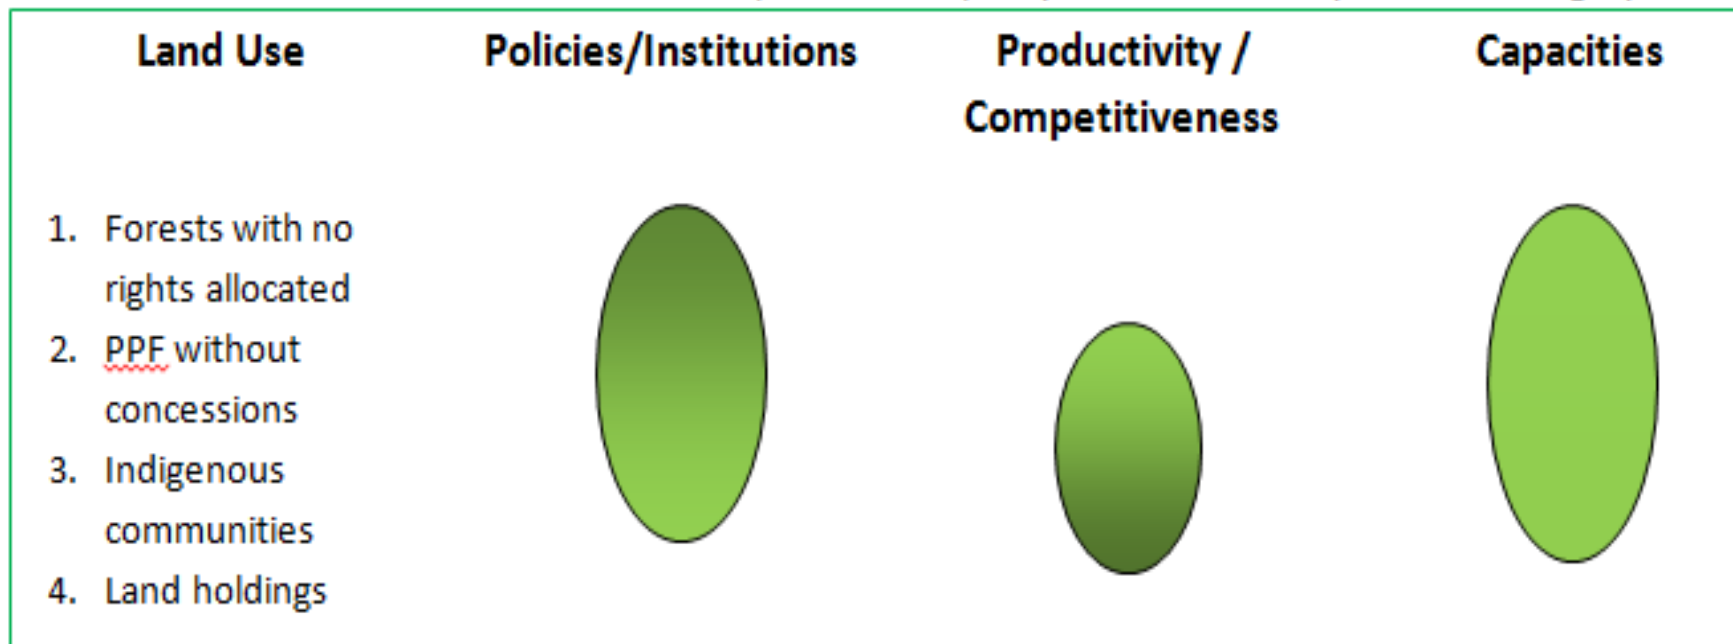 Land Use
Policies/Institutions
Productivity /
Competitiveness
Capacities
1. Forests with no
rights allocated
2. PPF without
concessions
3. Indigenous
communities
4. Land holdings